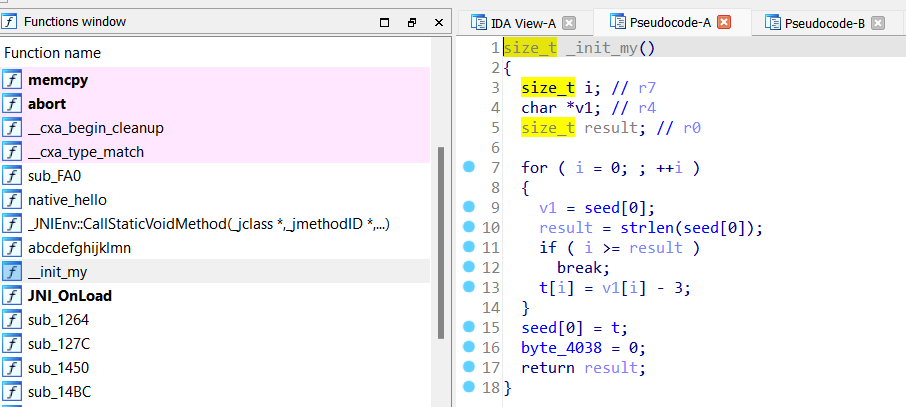 Functions window
Function name
memcpy
abort
__cxa_begin_cleanup
__cxa_type_match
sub_FA0
native_hello
_JNIEnv::CallStaticVoidMethod(_jclass *,_jmethodID *,...)
abcdefghijklmn
__init_my
JNI_OnLoad
sub_1264
sub_127C
sub_1450
sub_14BC
IDA View-A
Pseudocode-A
Pseudocode-B
1 size_t _init_my()
2 {
3 size_t i; // r7
4 char *v1; // r4
5 size_t result; // r0
6
7 for ( i = 0; ; ++i )
8 {
9 v1 = seed[0];
10 result = strlen(seed[0]);
11 if ( i >= result )
12 break;
13 t[i] = v1[i] - 3;
14 }
15 seed[0] = t;
16 byte_4038 = 0;
17 return result;
18 }